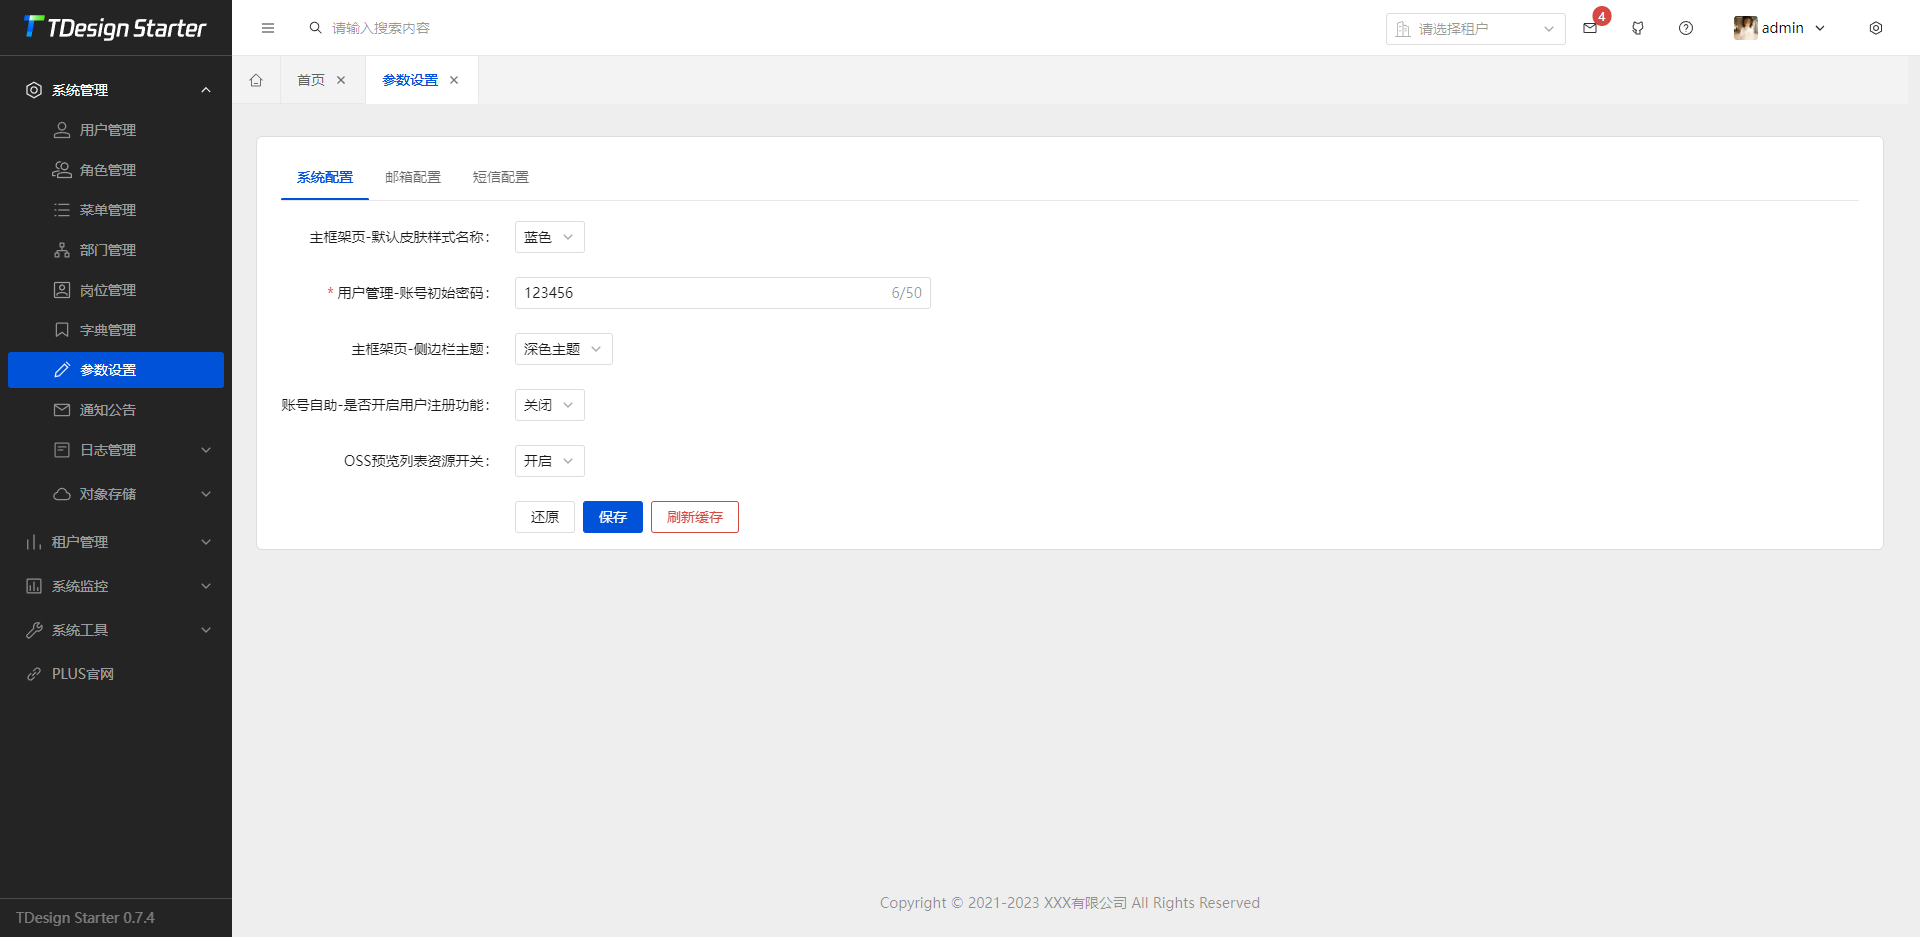 TDesign Starter
请输入搜索内容
请选择租户
4
admin
系统管理
用户管理
角色管理
菜单管理
部门管理
岗位管理
字典管理
参数设置
通知公告
日志管理
对象存储
租户管理
系统监控
系统工具
PLUS官网
TDesign Starter 0.7.4
首页
参数设置
系统配置 邮箱配置 短信配置
主框架页-默认皮肤样式名称： 蓝色
* 用户管理-账号初始密码： 123456 6/50
主框架页-侧边栏主题： 深色主题
账号自助-是否开启用户注册功能： 关闭
OSS预览列表资源开关： 开启
还原 保存 刷新缓存
Copyright © 2021-2023 XXX有限公司 All Rights Reserved